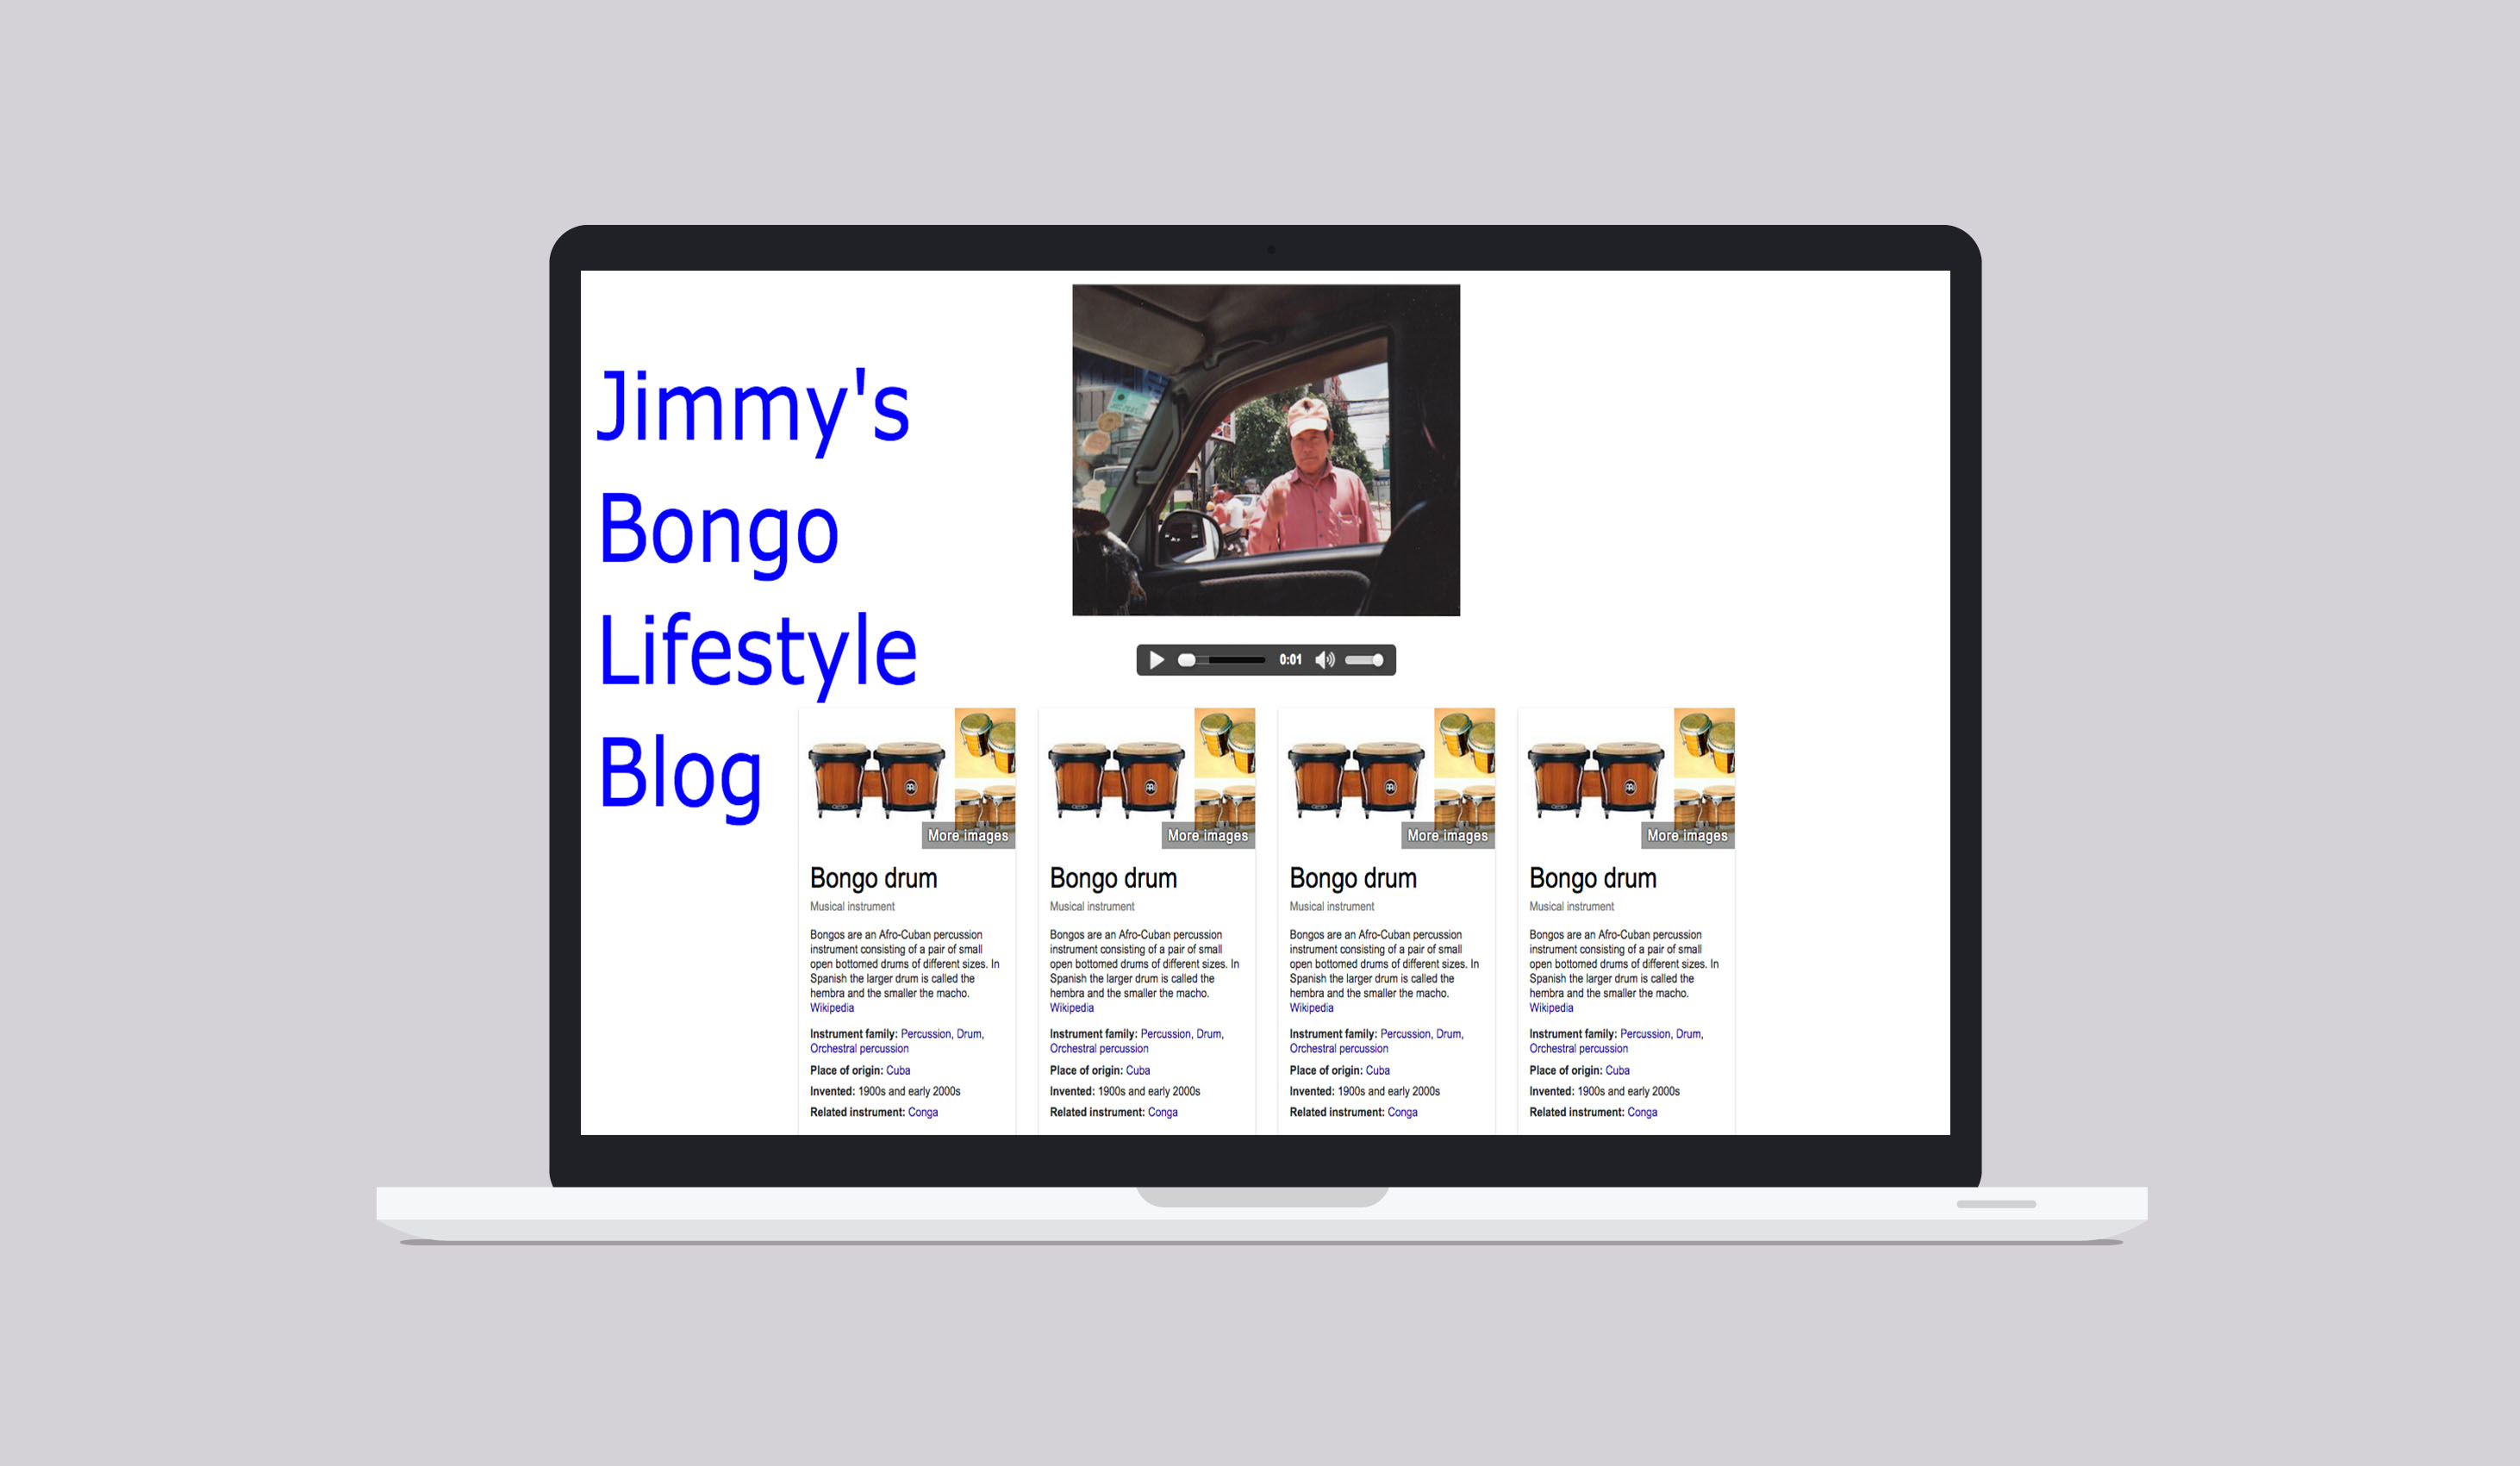 Jimmy's
Bongo
Lifestyle
Blog
0:01
More images
Bongo drum
Musical instrument
Bongos are an Afro-Cuban percussion
instrument consisting of a pair of small
open bottomed drums of different sizes. In
Spanish the larger drum is called the
hembra and the smaller the macho.
Wikipedia
Instrument family: Percussion, Drum,
Orchestral percussion
Place of origin: Cuba
Invented: 1900s and early 2000s
Related instrument: Conga
More images
Bongo drum
Musical instrument
Bongos are an Afro-Cuban percussion
instrument consisting of a pair of small
open bottomed drums of different sizes. In
Spanish the larger drum is called the
hembra and the smaller the macho.
Wikipedia
Instrument family: Percussion, Drum,
Orchestral percussion
Place of origin: Cuba
Invented: 1900s and early 2000s
Related instrument: Conga
More images
Bongo drum
Musical instrument
Bongos are an Afro-Cuban percussion
instrument consisting of a pair of small
open bottomed drums of different sizes. In
Spanish the larger drum is called the
hembra and the smaller the macho.
Wikipedia
Instrument family: Percussion, Drum,
Orchestral percussion
Place of origin: Cuba
Invented: 1900s and early 2000s
Related instrument: Conga
More images
Bongo drum
Musical instrument
Bongos are an Afro-Cuban percussion
instrument consisting of a pair of small
open bottomed drums of different sizes. In
Spanish the larger drum is called the
hembra and the smaller the macho.
Wikipedia
Instrument family: Percussion, Drum,
Orchestral percussion
Place of origin: Cuba
Invented: 1900s and early 2000s
Related instrument: Conga